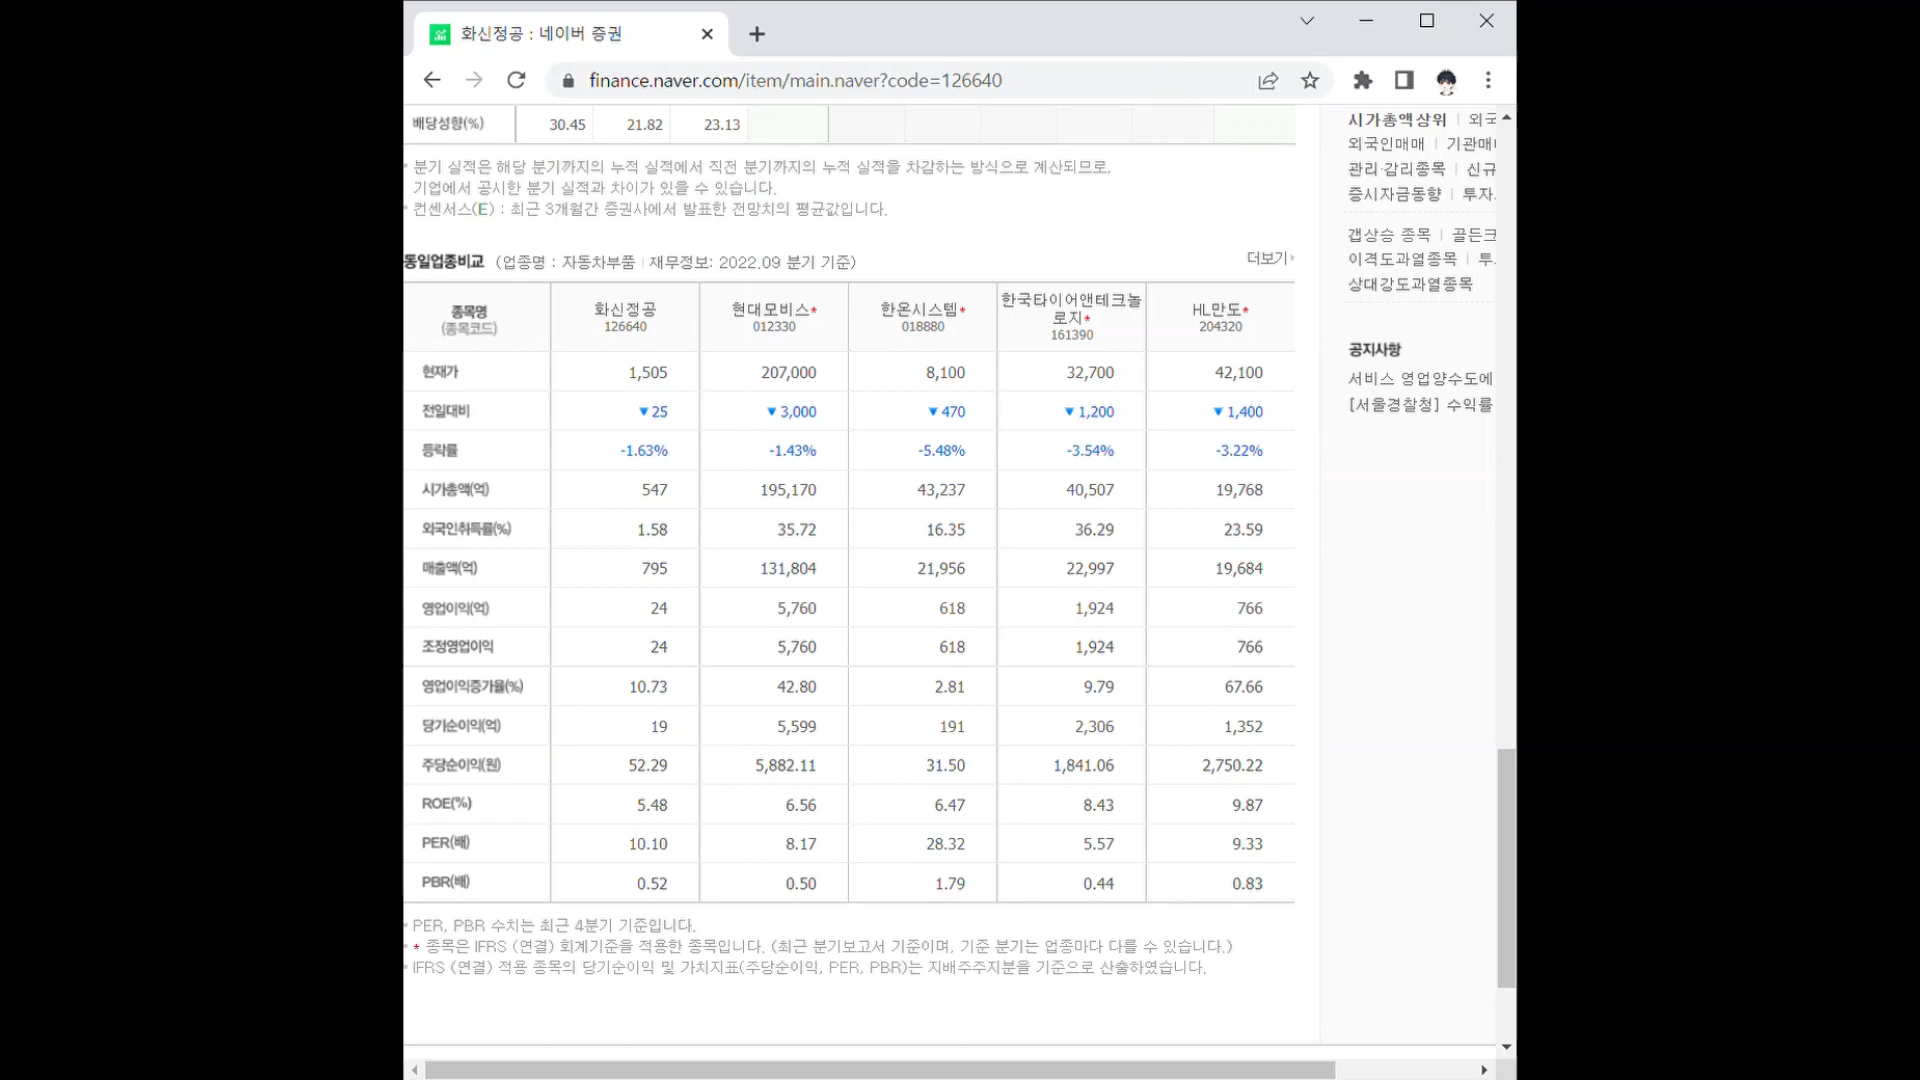 화신정공 : 네이버 증권
finance.naver.com/item/main.naver?code=126640
배당성향(%) 30.45 21.82 23.13
분기 실적은 해당 분기까지의 누적 실적에서 직전 분기까지의 누적 실적을 차감하는 방식으로 계산되므로,
기업에서 공시한 분기 실적과 차이가 있을 수 있습니다.
컨센서스(E) : 최근 3개월간 증권사에서 발표한 전망치의 평균값입니다.
동일업종비교 (업종명 : 자동차부품 | 재무정보: 2022.09 분기 기준) 더보기
종목명 (종목코드) 화신정공 126640 현대모비스* 012330 한온시스템* 018880 한국타이어앤테크놀로지* 161390 HL만도* 204320
현재가 1,505 207,000 8,100 32,700 42,100
전일대비 ▼25 ▼3,000 ▼470 ▼1,200 ▼1,400
등락률 -1.63% -1.43% -5.48% -3.54% -3.22%
시가총액(억) 547 195,170 43,237 40,507 19,768
외국인취득률(%) 1.58 35.72 16.35 36.29 23.59
매출액(억) 795 131,804 21,956 22,997 19,684
영업이익(억) 24 5,760 618 1,924 766
조정영업이익 24 5,760 618 1,924 766
영업이익증가율(%) 10.73 42.80 2.81 9.79 67.66
당기순이익(억) 19 5,599 191 2,306 1,352
주당순이익(원) 52.29 5,882.11 31.50 1,841.06 2,750.22
ROE(%) 5.48 6.56 6.47 8.43 9.87
PER(배) 10.10 8.17 28.32 5.57 9.33
PBR(배) 0.52 0.50 1.79 0.44 0.83
PER, PBR 수치는 최근 4분기 기준입니다.
* 종목은 IFRS (연결) 회계기준을 적용한 종목입니다. (최근 분기보고서 기준이며, 기준 분기는 업종마다 다를 수 있습니다.)
IFRS (연결) 적용 종목의 당기순이익 및 가치지표(주당순이익, PER, PBR)는 지배주주지분을 기준으로 산출하였습니다.
시가총액상위 | 외국
외국인매매 | 기관매
관리·감리종목 | 신규
증시자금동향 | 투자
갭상승 종목 | 골든크
이격도과열종목 | 투
상대강도과열종목
공지사항
서비스 영업양수도에
[서울경찰청] 수익률